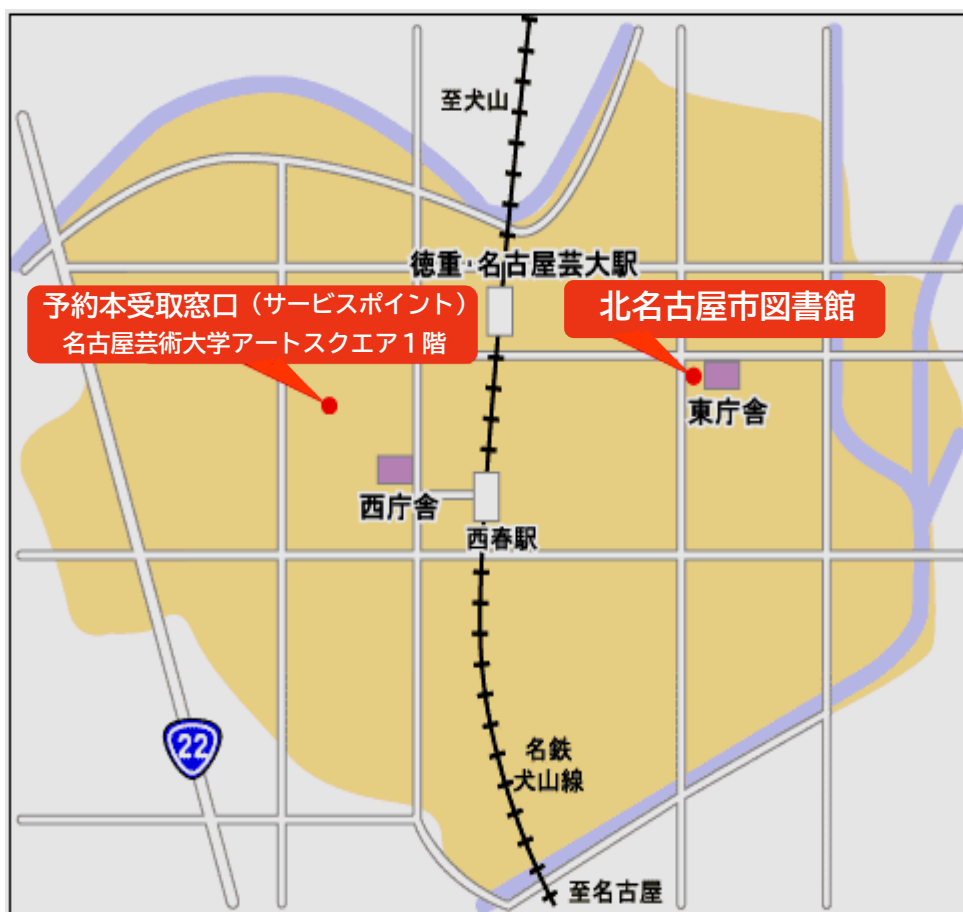 至犬山
徳重・名古屋芸大駅
予約本受取窓口（サービスポイント）
名古屋芸術大学アートスクエア１階
北名古屋市図書館
東庁舎
西庁舎
西春駅
22
名鉄
犬山線
至名古屋